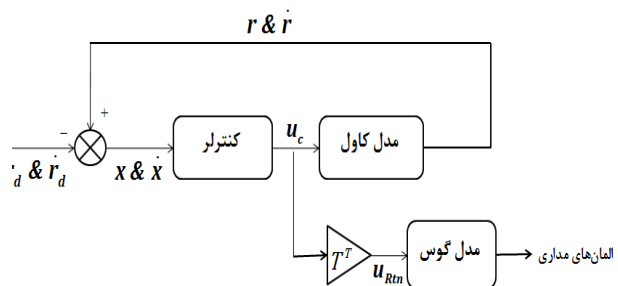 r & ṙ
+
−
d & ṙd
x & ẋ
کنترلر
uc
مدل کاول
T^T
uRtn
مدل گوس
المان‌های مداری